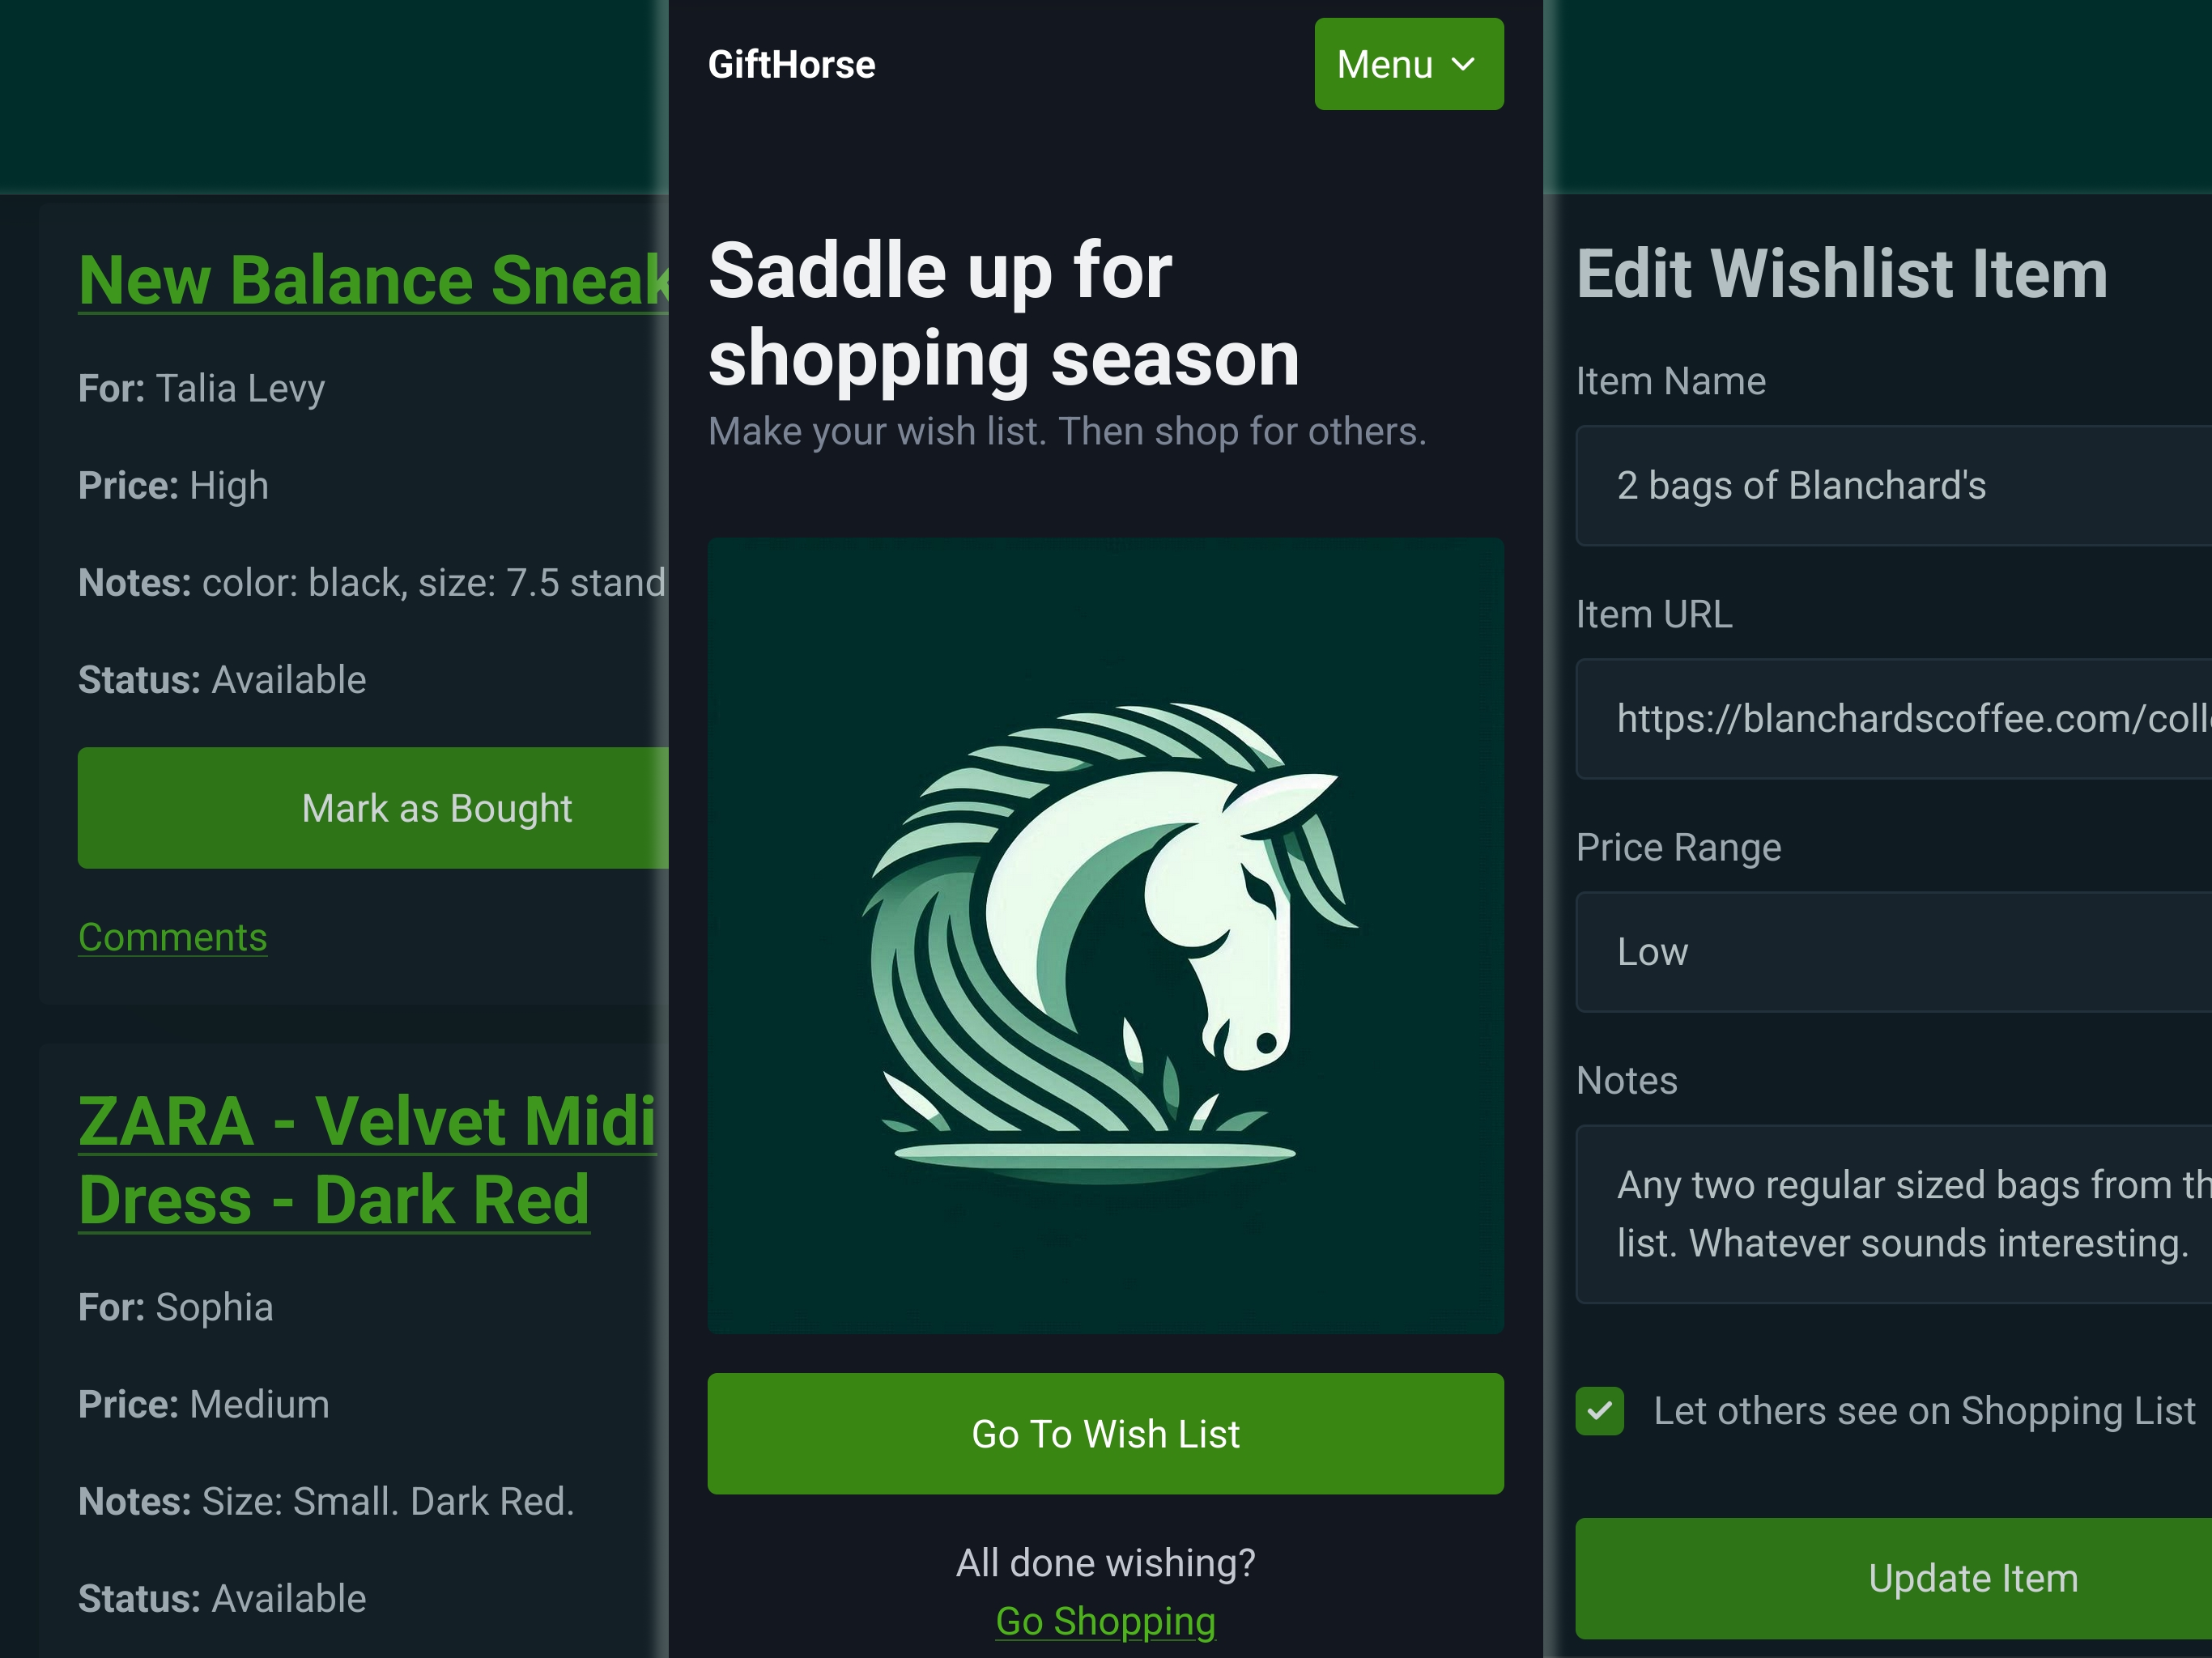 New Balance Sneak
For: Talia Levy
Price: High
Notes: color: black, size: 7.5 stand
Status: Available
Mark as Bought
Comments
ZARA - Velvet Midi
Dress - Dark Red
For: Sophia
Price: Medium
Notes: Size: Small. Dark Red.
Status: Available
GiftHorse
Menu
Saddle up for
shopping season
Make your wish list. Then shop for others.
Go To Wish List
All done wishing?
Go Shopping
Edit Wishlist Item
Item Name
2 bags of Blanchard's
Item URL
https://blanchardscoffee.com/coll
Price Range
Low
Notes
Any two regular sized bags from th
list. Whatever sounds interesting.
Let others see on Shopping List
Update Item